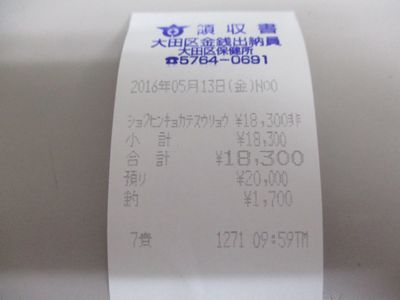 領収書
大田区金銭出納員
大田区保健所
☎5764-0691
2016年05月13日(金)N00
ショクヒンキョカテスウリョウ ¥18,300非
小計 ¥18,300
合計 ¥18,300
預り ¥20,000
釣 ¥1,700
7費 1271 09:59TM